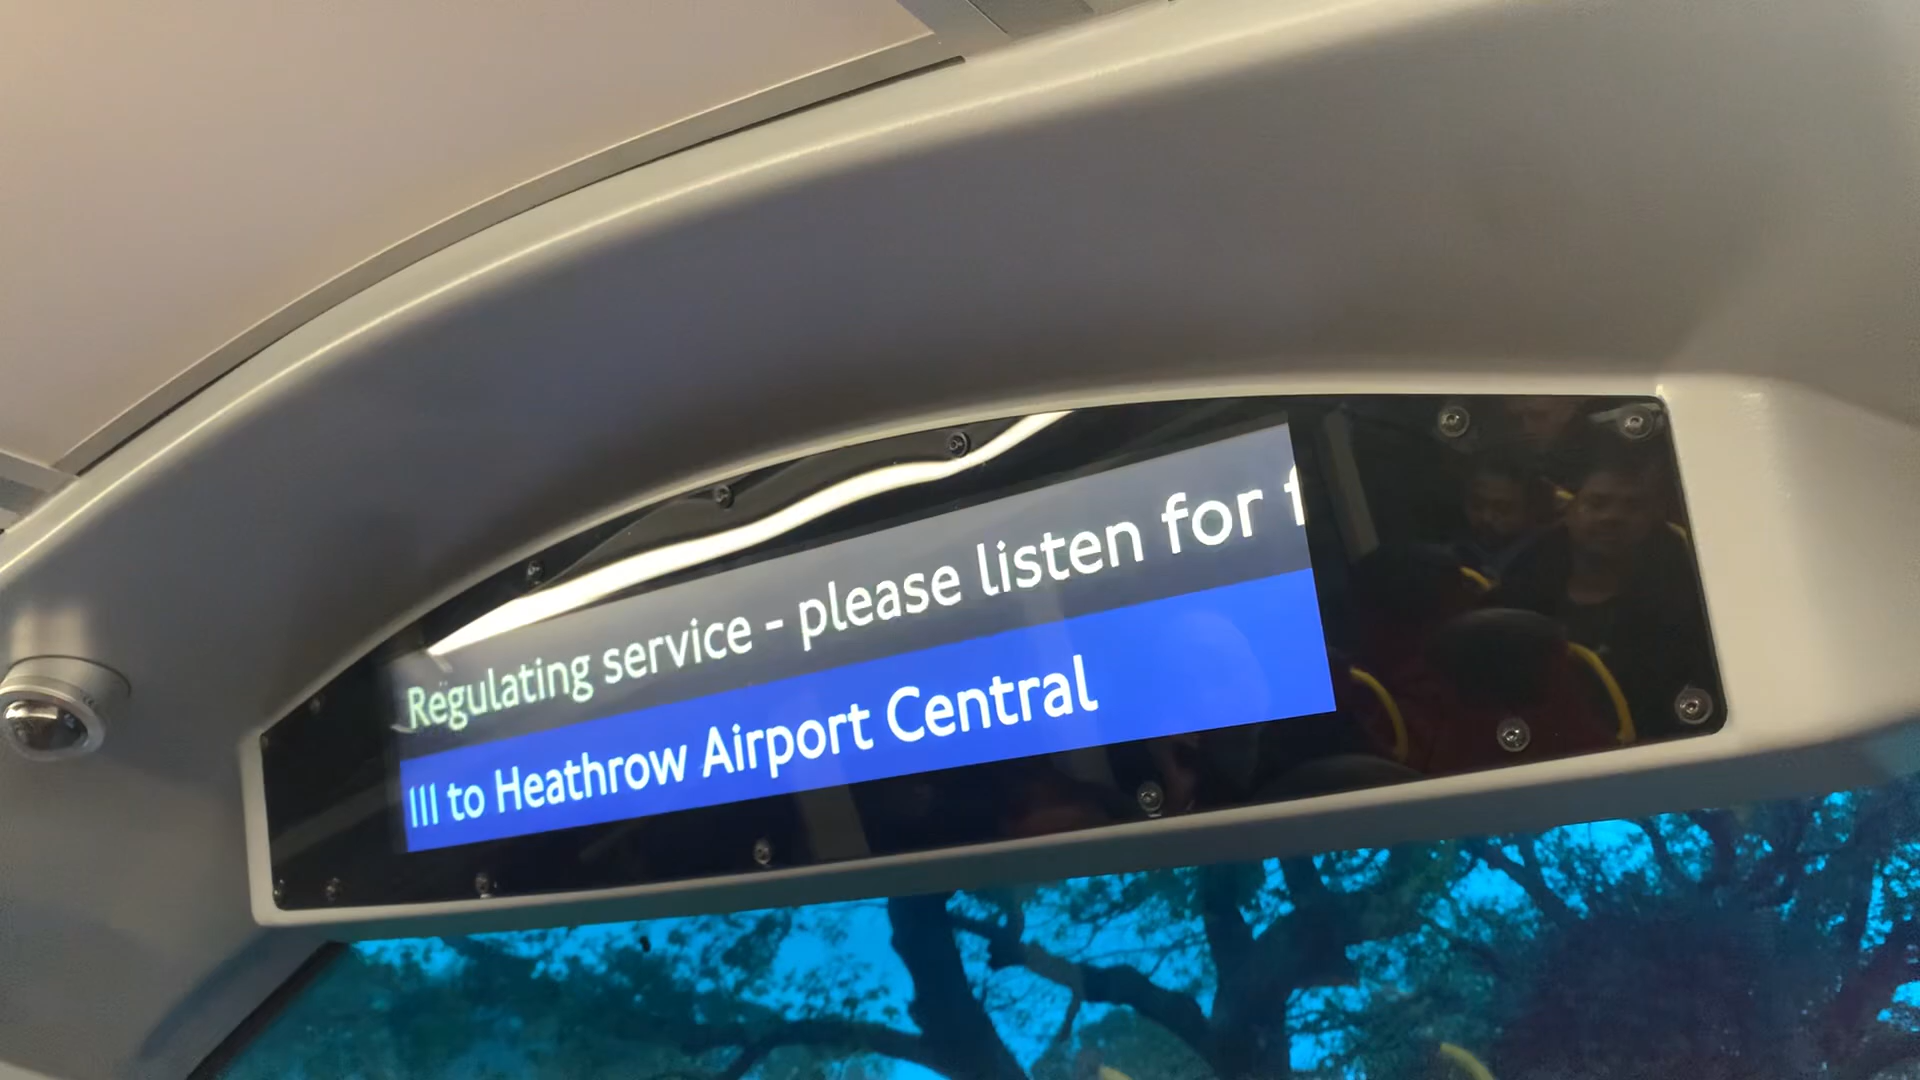 Regulating service - please listen for f
111 to Heathrow Airport Central